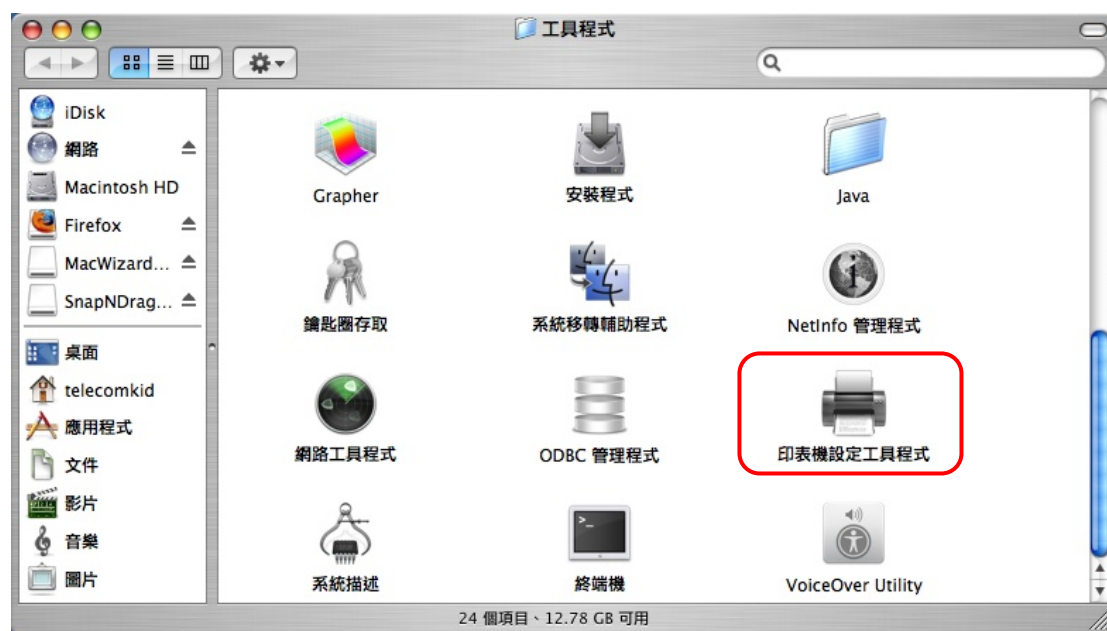 工具程式
iDisk
網路
Macintosh HD
Firefox
MacWizard...
SnapNDrag...
桌面
telecomkid
應用程式
文件
影片
音樂
圖片
Grapher
安裝程式
Java
鑰匙圈存取
系統移轉輔助程式
NetInfo 管理程式
網路工具程式
ODBC 管理程式
印表機設定工具程式
系統描述
終端機
VoiceOver Utility
24 個項目、12.78 GB 可用